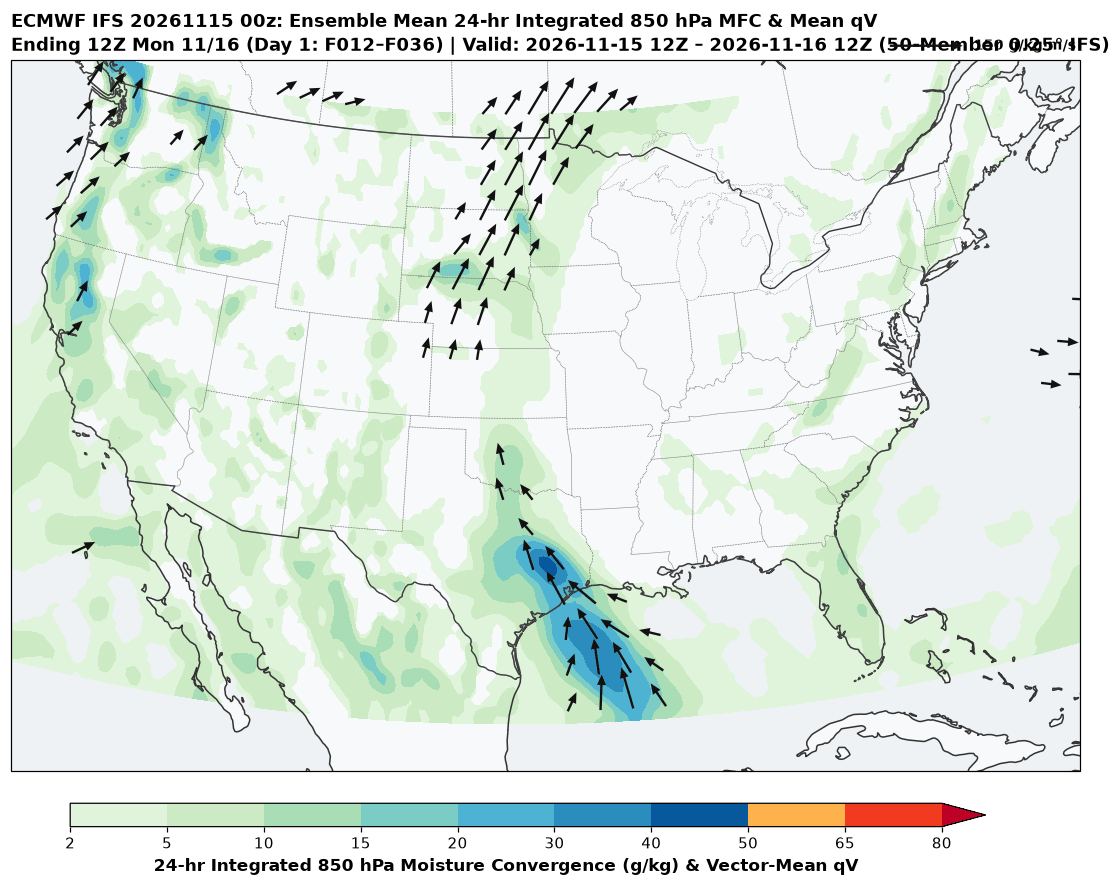 ECMWF IFS 20261115 00z: Ensemble Mean 24-hr Integrated 850 hPa MFC & Mean qV
Ending 12Z Mon 11/16 (Day 1: F012–F036) | Valid: 2026-11-15 12Z – 2026-11-16 12Z (50-Member 0.25° IFS)
2 5 10 15 20 30 40 50 65 80
24-hr Integrated 850 hPa Moisture Convergence (g/kg) & Vector-Mean qV